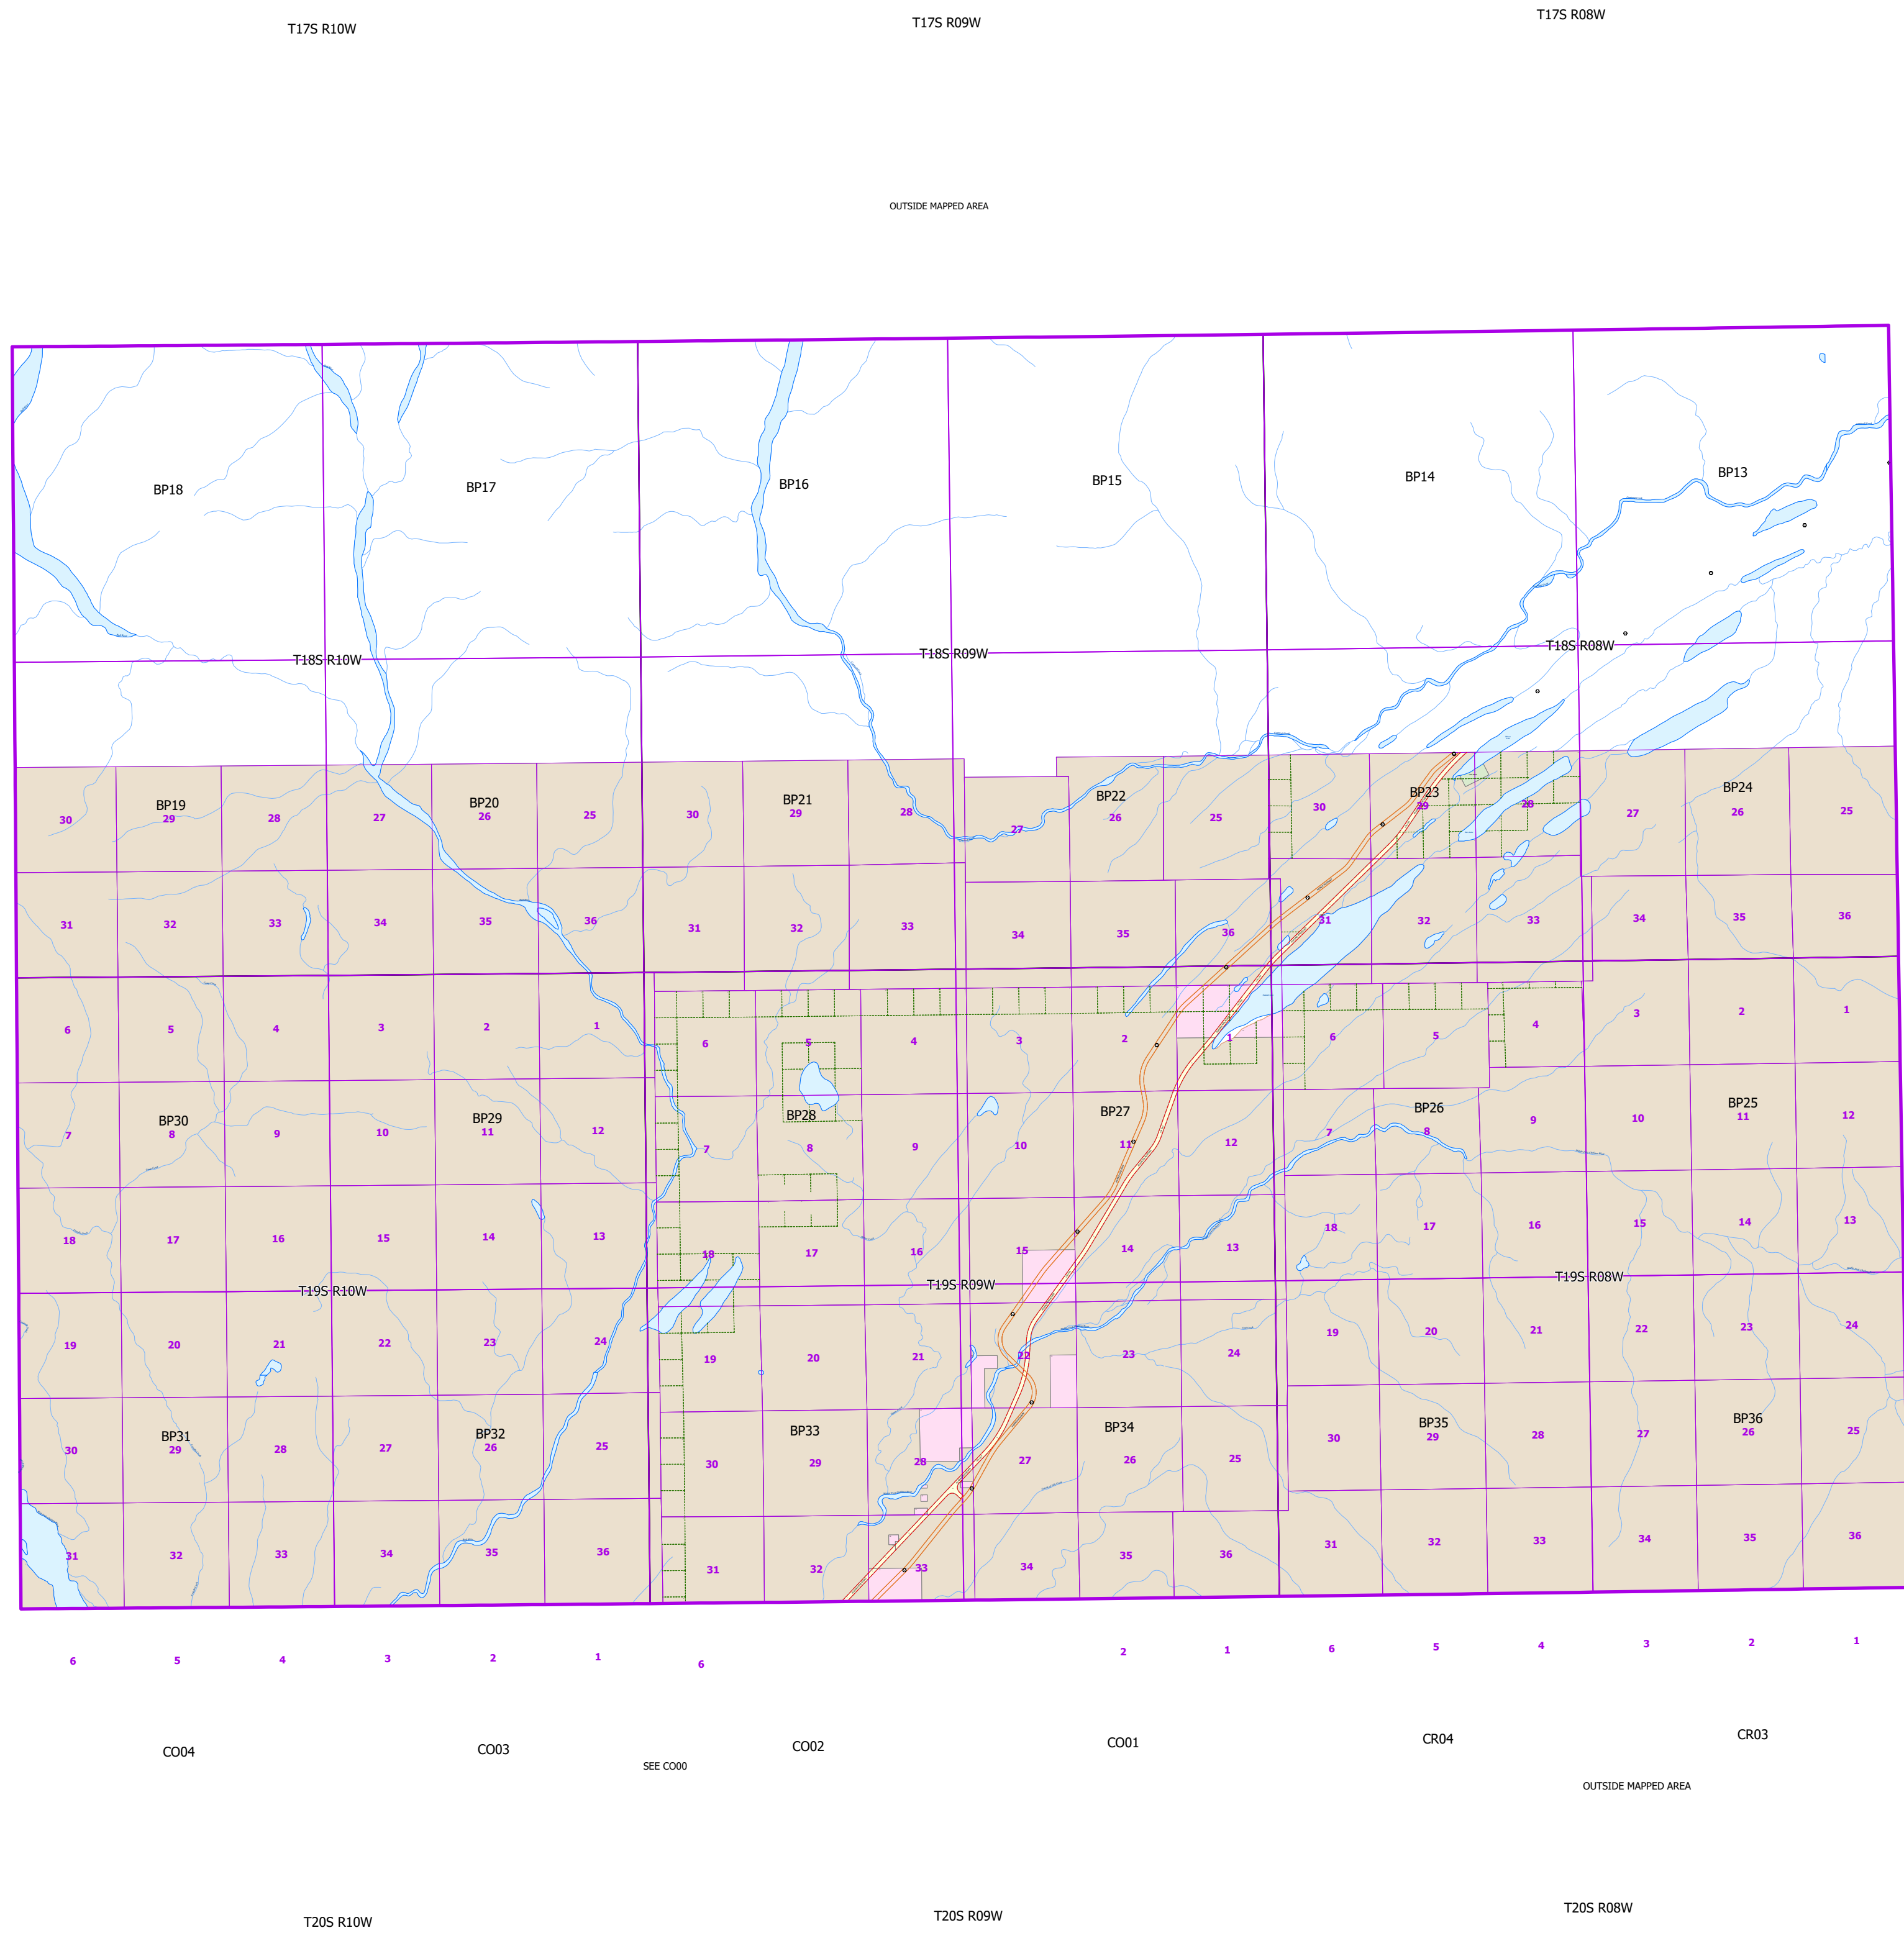 T17S R10W T17S R09W T17S R08W
OUTSIDE MAPPED AREA
BP18 BP17 BP16 BP15 BP14 BP13
T18S R10W T18S R09W T18S R08W
BP19 BP20 BP21 BP22 BP23 BP24
30 29 28 27 26 25 30 29 28 27 26 25 30 29 28 27 26 25
31 32 33 34 35 36 31 32 33 34 35 36 31 32 33 34 35 36
6 5 4 3 2 1 6 5 4 3 2 1 6 5 4 3 2 1
BP30 BP29 BP28 BP27 BP26 BP25
7 8 9 10 11 12 7 8 9 10 11 12 7 8 9 10 11 12
18 17 16 15 14 13 18 17 16 15 14 13 18 17 16 15 14 13
T19S R10W T19S R09W T19S R08W
19 20 21 22 23 24 19 20 21 22 23 24 19 20 21 22 23 24
BP31 BP32 BP33 BP34 BP35 BP36
30 29 28 27 26 25 30 29 28 27 26 25 30 29 28 27 26 25
31 32 33 34 35 36 31 32 33 34 35 36 31 32 33 34 35 36
6 5 4 3 2 1 6 2 1 6 5 4 3 2 1
CO04 CO03 CO02 CO01 CR04 CR03
SEE CO00
OUTSIDE MAPPED AREA
T20S R10W T20S R09W T20S R08W